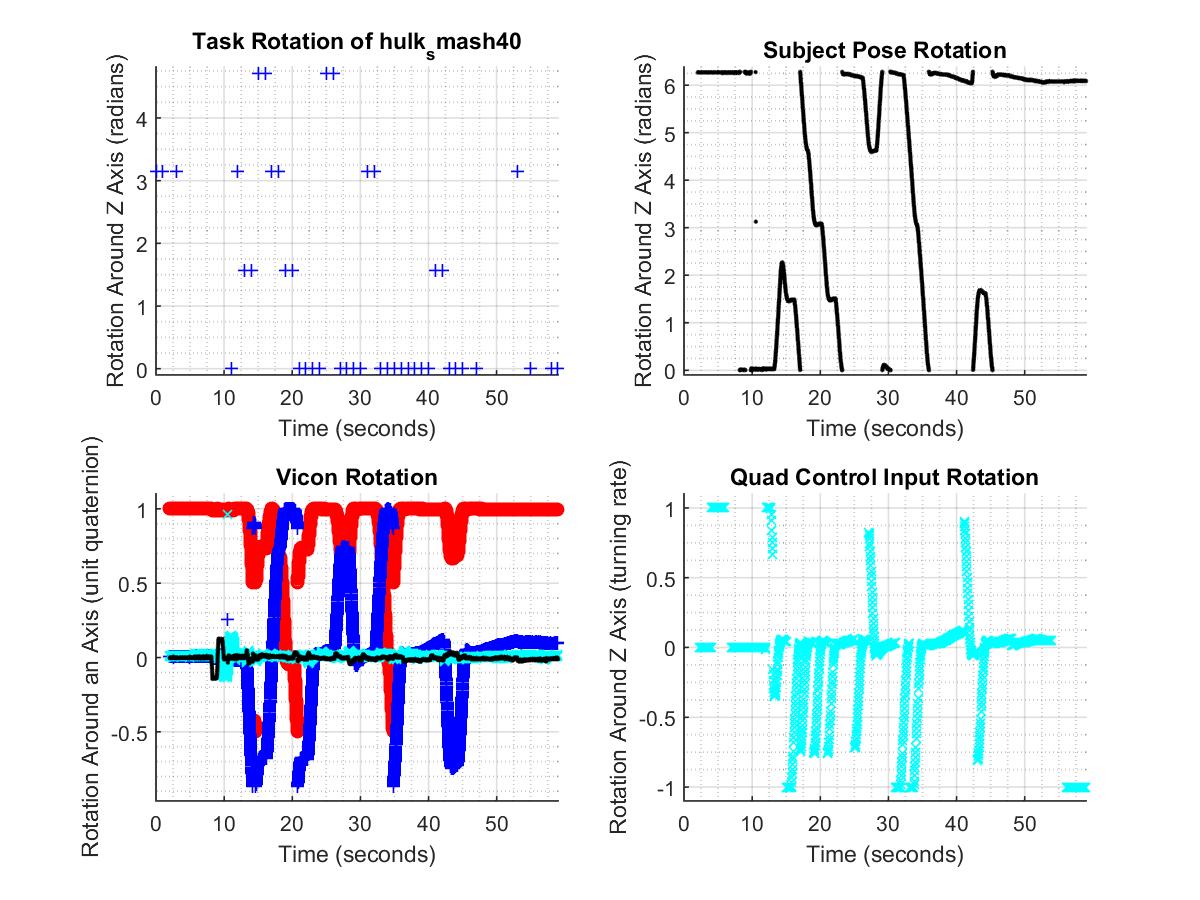 Task Rotation of hulksmash40
Rotation Around Z Axis (radians)
4
3
2
1
0
0 10 20 30 40 50
Time (seconds)
Subject Pose Rotation
Rotation Around Z Axis (radians)
6
5
4
3
2
1
0
0 10 20 30 40 50
Time (seconds)
Vicon Rotation
Rotation Around an Axis (unit quaternion)
1
0.5
0
-0.5
0 10 20 30 40 50
Time (seconds)
Quad Control Input Rotation
Rotation Around Z Axis (turning rate)
1
0.5
0
-0.5
-1
0 10 20 30 40 50
Time (seconds)